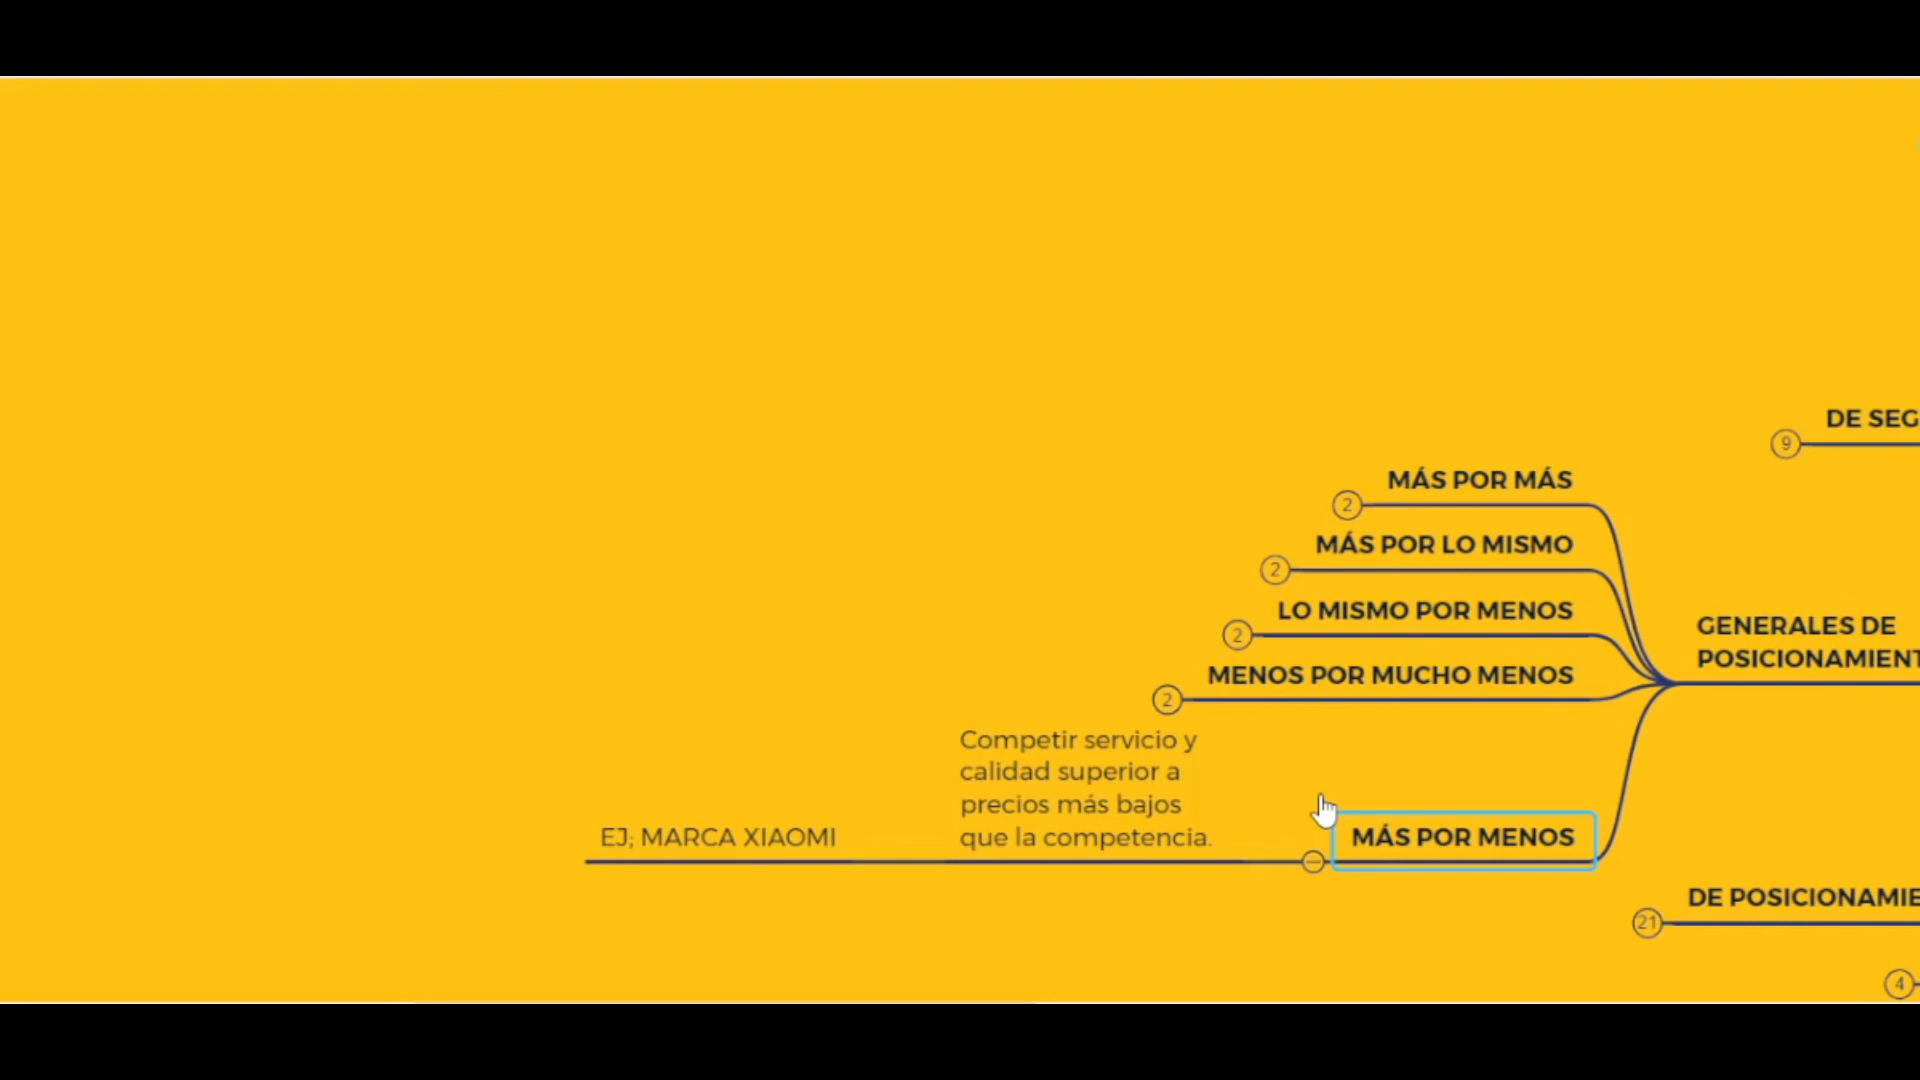 DE SEG
9
MÁS POR MÁS
2
MÁS POR LO MISMO
2
LO MISMO POR MENOS
2
GENERALES DE
POSICIONAMIENT
MENOS POR MUCHO MENOS
2
Competir servicio y
calidad superior a
precios más bajos
que la competencia.
EJ; MARCA XIAOMI
MÁS POR MENOS
DE POSICIONAMIE
21
4